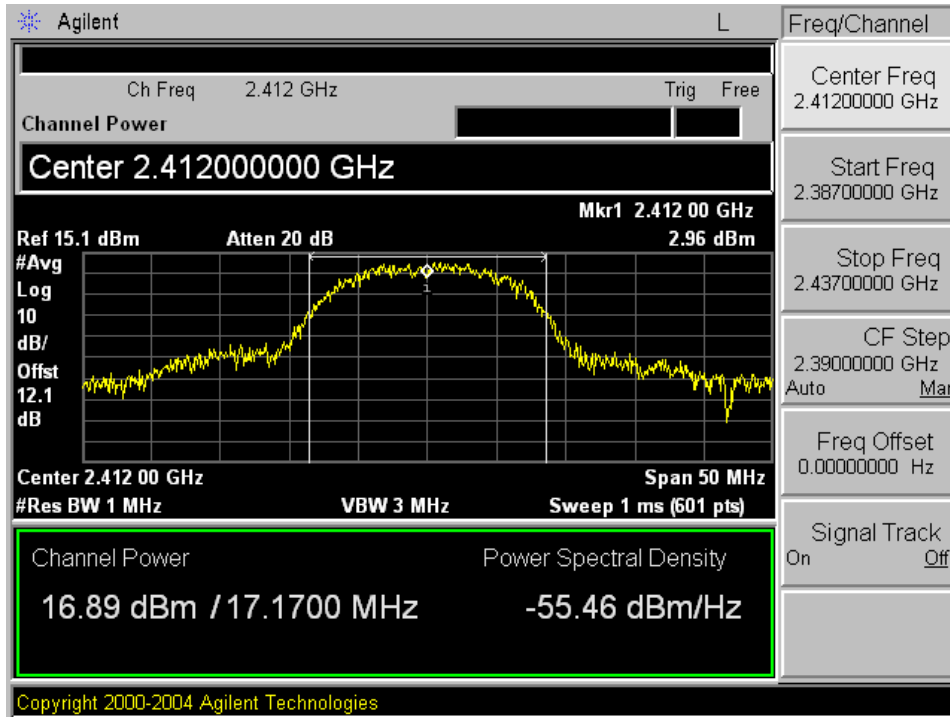 Agilent L
Ch Freq 2.412 GHz Trig Free
Channel Power
Center 2.412000000 GHz
Mkr1 2.412 00 GHz
Ref 15.1 dBm Atten 20 dB 2.96 dBm
#Avg
Log
10
dB/
Offst
12.1
dB
1
Center 2.412 00 GHz Span 50 MHz
#Res BW 1 MHz VBW 3 MHz Sweep 1 ms (601 pts)
Channel Power Power Spectral Density
16.89 dBm / 17.1700 MHz -55.46 dBm/Hz
Copyright 2000-2004 Agilent Technologies
Freq/Channel
Center Freq
2.41200000 GHz
Start Freq
2.38700000 GHz
Stop Freq
2.43700000 GHz
CF Step
2.39000000 GHz
Auto Man
Freq Offset
0.00000000 Hz
Signal Track
On Off